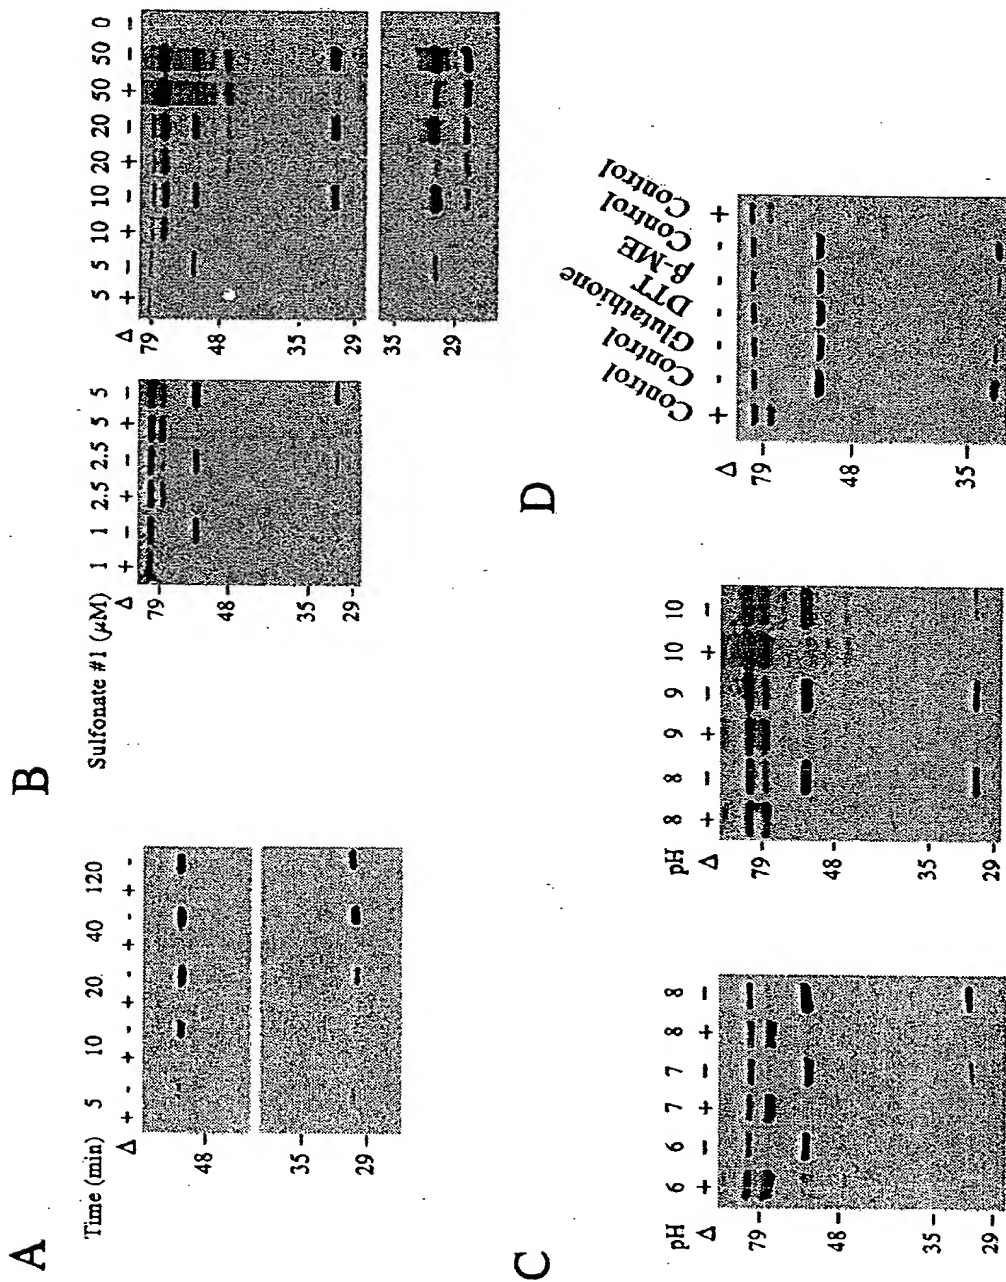 A
Time (min) 5 10 20 40 120
Δ + - + - + - + - + -
48
35
29
B
Sulfonate #1 (μM) 1 1 2.5 2.5 5 5
Δ + - + - + -
79
48
35
29
5 5 10 10 20 20 50 50 0
Δ + - + - + - + - -
79
48
35
29
35
29
C
pH 6 6 7 7 8 8
Δ + - + - + -
79
48
35
29
pH 8 8 9 9 10 10
Δ + - + - + -
79
48
35
29
D
Control Control Glutathione DTT β-ME Control Control
Δ + - - - - - +
79
48
35